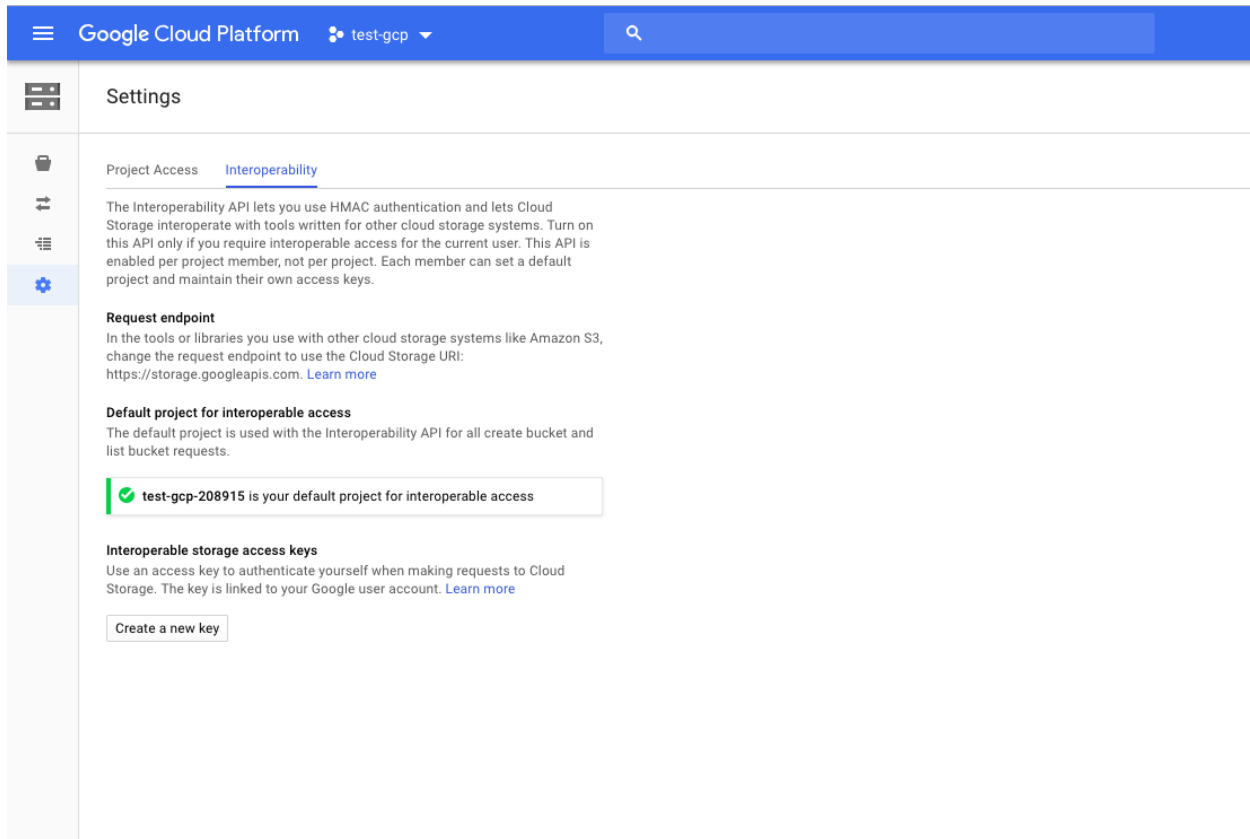 Google Cloud Platform test-gcp
Settings
Project Access Interoperability
The Interoperability API lets you use HMAC authentication and lets Cloud
Storage interoperate with tools written for other cloud storage systems. Turn on
this API only if you require interoperable access for the current user. This API is
enabled per project member, not per project. Each member can set a default
project and maintain their own access keys.
Request endpoint
In the tools or libraries you use with other cloud storage systems like Amazon S3,
change the request endpoint to use the Cloud Storage URI:
https://storage.googleapis.com. Learn more
Default project for interoperable access
The default project is used with the Interoperability API for all create bucket and
list bucket requests.
test-gcp-208915 is your default project for interoperable access
Interoperable storage access keys
Use an access key to authenticate yourself when making requests to Cloud
Storage. The key is linked to your Google user account. Learn more
Create a new key